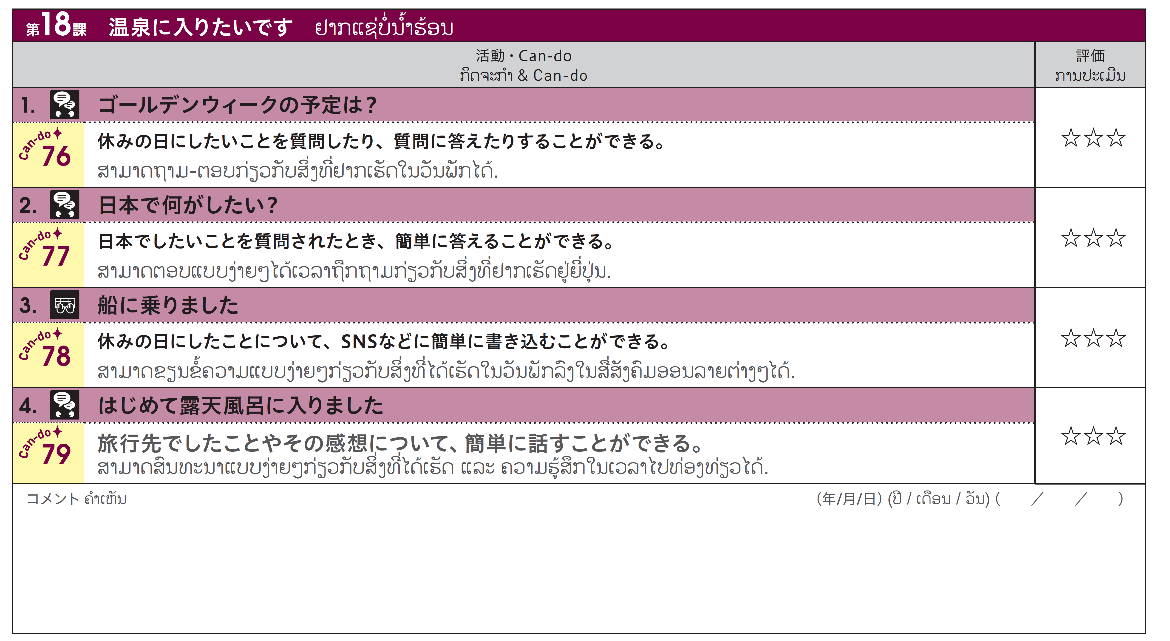 第18課 温泉に入りたいです ຢາກແຊ່ບໍ່ນ້ຳຮ້ອນ
活動・Can-do
ກິດຈະກຳ & Can-do
評価
ການປະເມີນ
1. ゴールデンウィークの予定は？
Can-do 76
休みの日にしたいことを質問したり、質問に答えたりすることができる。
ສາມາດຖາມ-ຕອບກ່ຽວກັບສິ່ງທີ່ຢາກເຮັດໃນວັນພັກໄດ້.
☆☆☆
2. 日本で何がしたい？
Can-do 77
日本でしたいことを質問されたとき、簡単に答えることができる。
ສາມາດຕອບແບບງ່າຍໆໄດ້ເວລາຖືກຖາມກ່ຽວກັບສິ່ງທີ່ຢາກເຮັດຢູ່ຍີ່ປຸ່ນ.
☆☆☆
3. 船に乗りました
Can-do 78
休みの日にしたことについて、SNSなどに簡単に書き込むことができる。
ສາມາດຂຽນຂໍ້ຄວາມແບບງ່າຍໆກ່ຽວກັບສິ່ງທີ່ໄດ້ເຮັດໃນວັນພັກລົງໃນສື່ສັງຄົມອອນລາຍຕ່າງໆໄດ້.
☆☆☆
4. はじめて露天風呂に入りました
Can-do 79
旅行先でしたことやその感想について、簡単に話すことができる。
ສາມາດສົນທະນາແບບງ່າຍໆກ່ຽວກັບສິ່ງທີ່ໄດ້ເຮັດ ແລະ ຄວາມຮູ້ສຶກໃນເວລາໄປທ່ອງທ່ຽວໄດ້.
☆☆☆
コメント ຄຳເຫັນ
（年/月/日）(ປີ / ເດືອນ / ວັນ) (　／　／　)